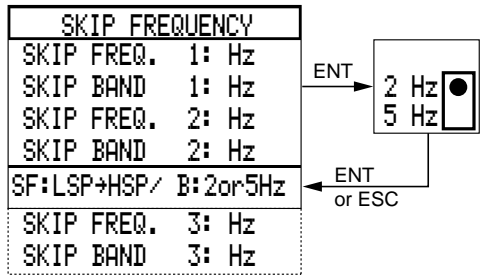 SKIP FREQUENCY
SKIP FREQ. 1: Hz
SKIP BAND 1: Hz
SKIP FREQ. 2: Hz
SKIP BAND 2: Hz
SF:LSP→HSP/ B:2or5Hz
SKIP FREQ. 3: Hz
SKIP BAND 3: Hz
ENT
2 Hz
5 Hz
ENT
or ESC